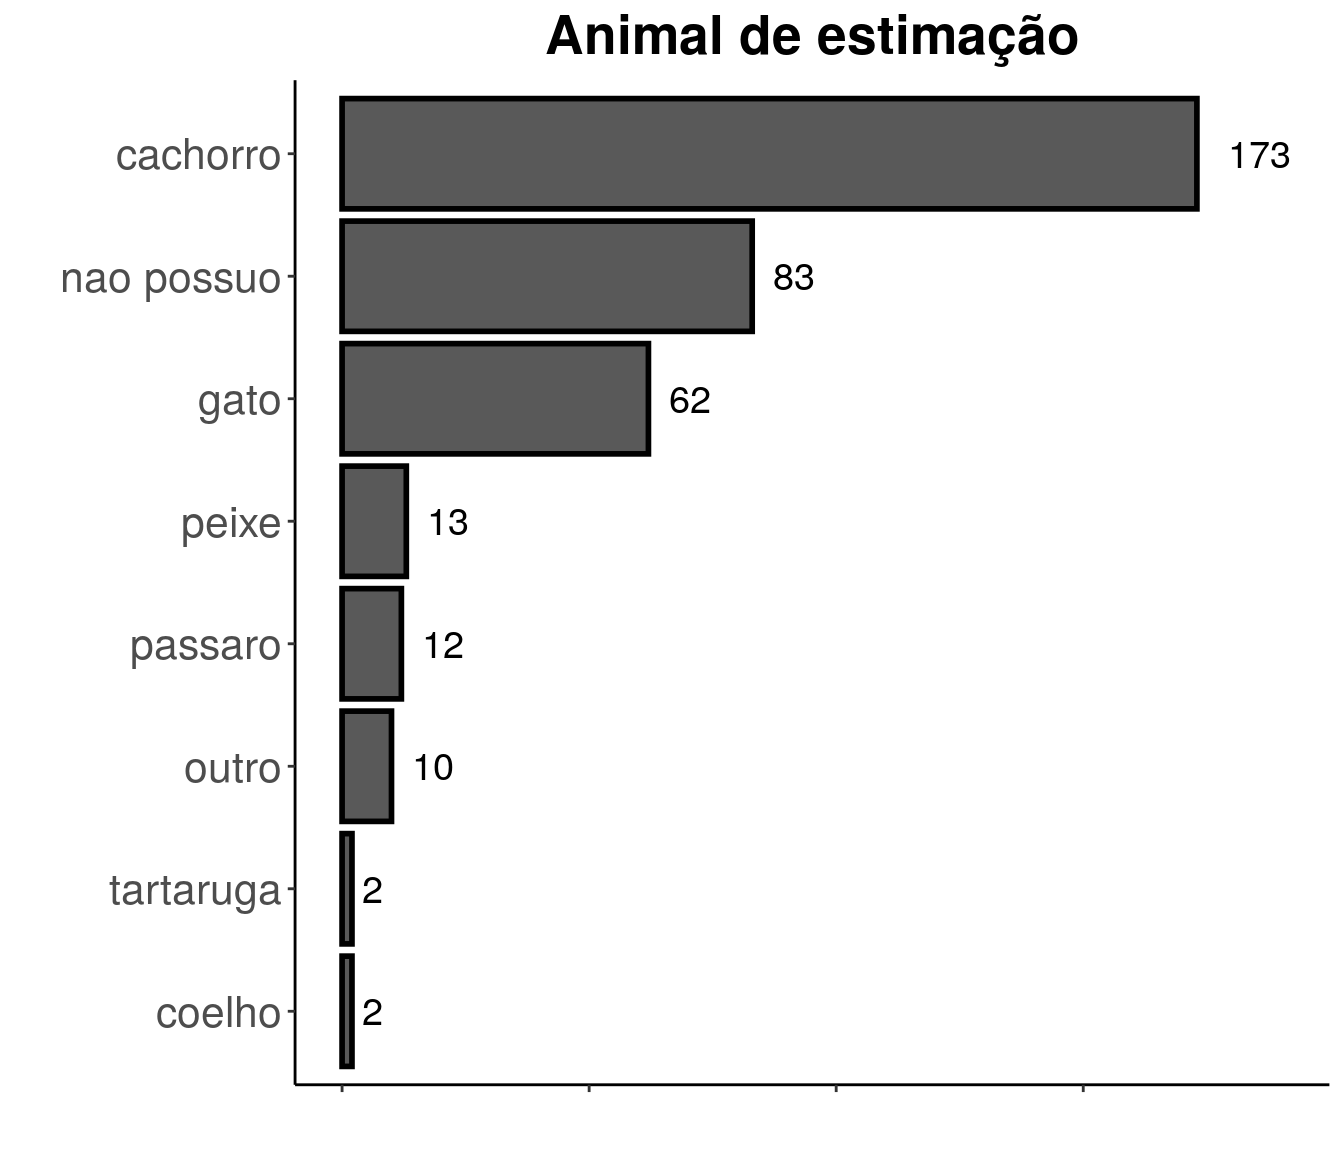 Animal de estimação
cachorro 173
nao possuo 83
gato 62
peixe 13
passaro 12
outro 10
tartaruga 2
coelho 2